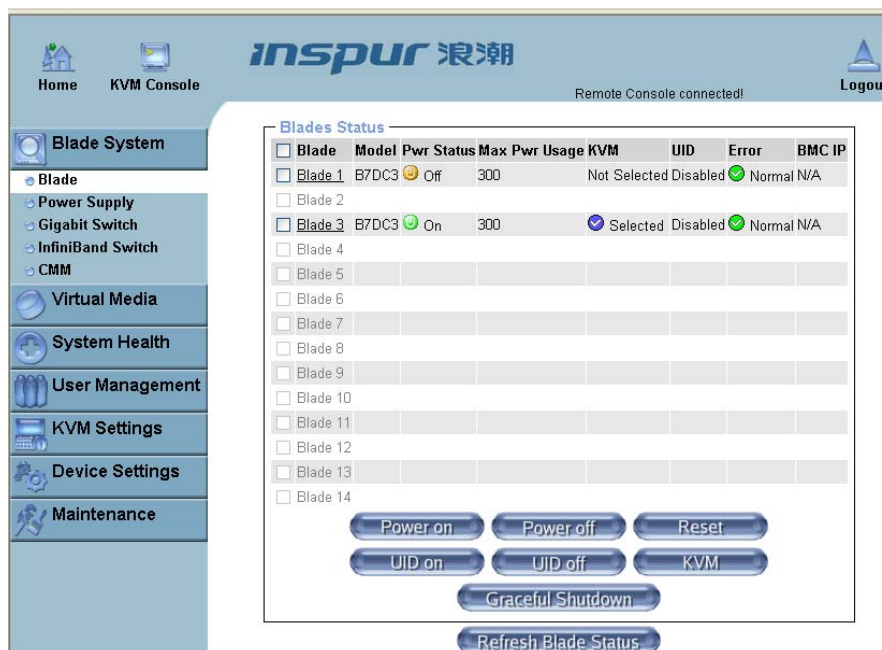 inspur 浪潮
Home
KVM Console
Remote Console connected!
Logou
Blade System
Blade
Power Supply
Gigabit Switch
InfiniBand Switch
CMM
Virtual Media
System Health
User Management
KVM Settings
Device Settings
Maintenance
Blades Status
Blade Model Pwr Status Max Pwr Usage KVM UID Error BMC IP
Blade 1 B7DC3 Off 300 Not Selected Disabled Normal N/A
Blade 2
Blade 3 B7DC3 On 300 Selected Disabled Normal N/A
Blade 4
Blade 5
Blade 6
Blade 7
Blade 8
Blade 9
Blade 10
Blade 11
Blade 12
Blade 13
Blade 14
Power on Power off Reset
UID on UID off KVM
Graceful Shutdown
Refresh Blade Status